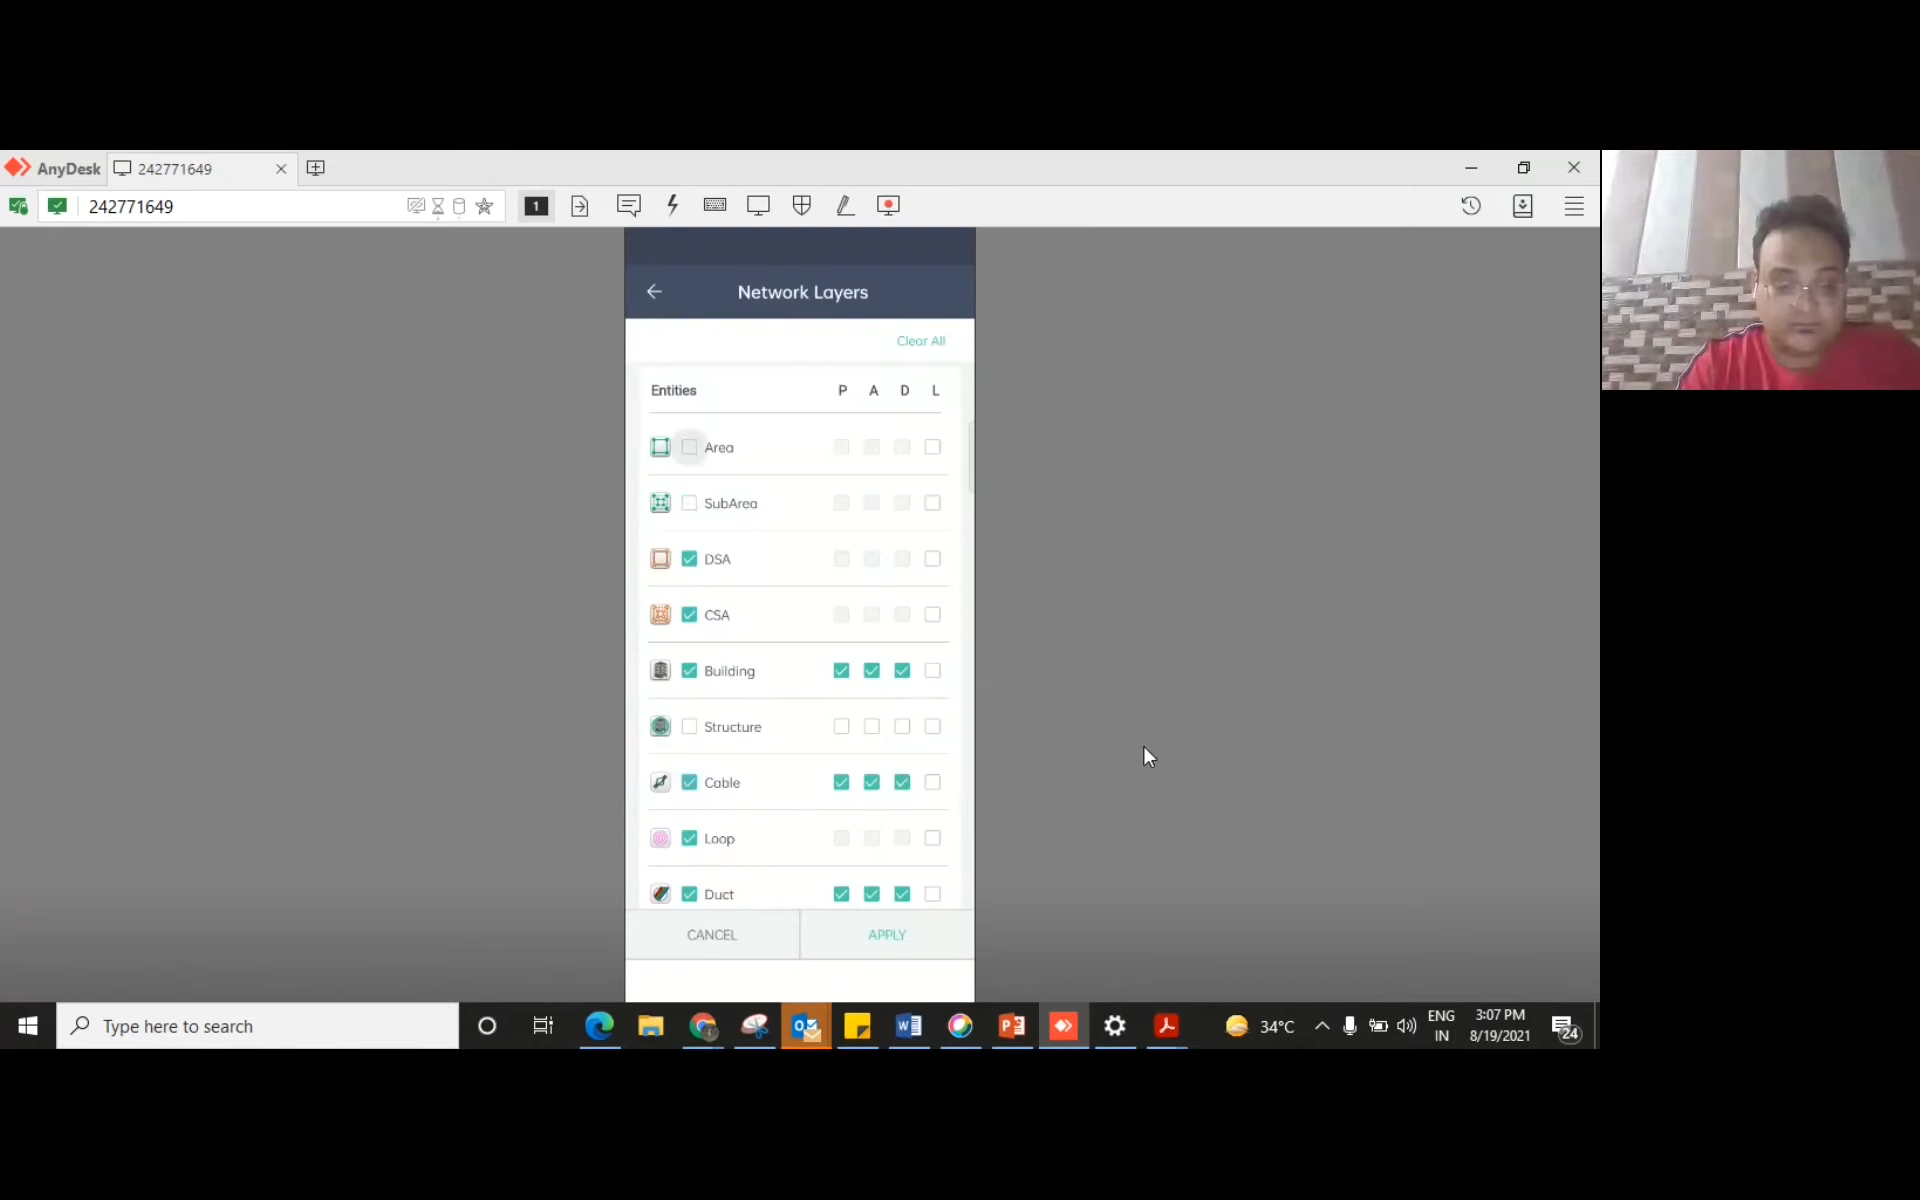 AnyDesk
242771649
242771649
1
Network Layers
Clear All
Entities P A D L
Area
SubArea
DSA
CSA
Building
Structure
Cable
Loop
Duct
CANCEL APPLY
Type here to search
34°C
ENG
IN
3:07 PM
8/19/2021
24